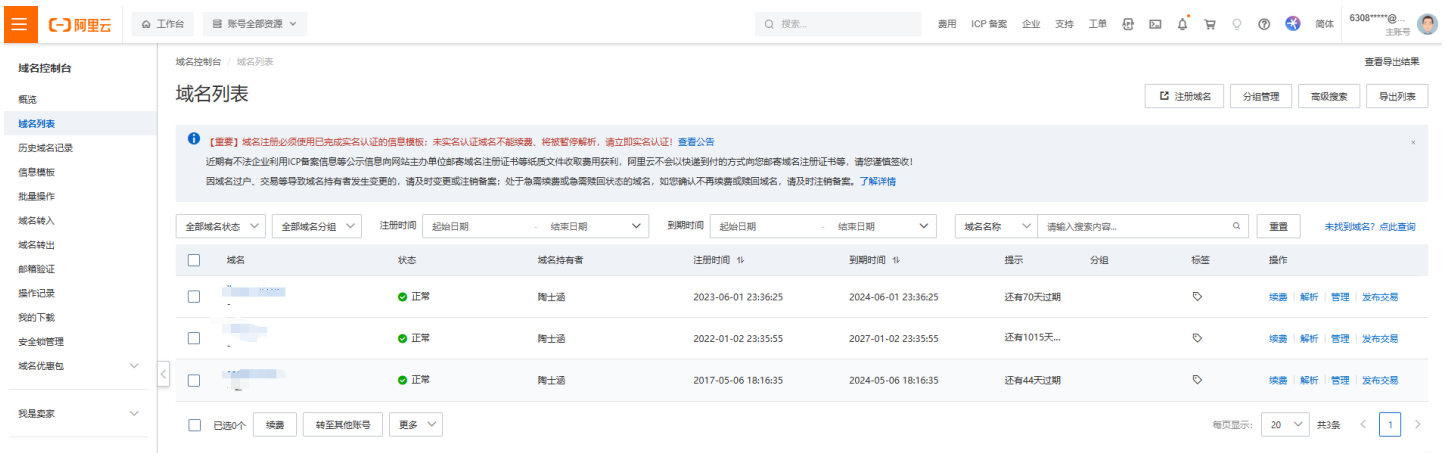 阿里云 工作台 账号全部资源 搜索... 费用 ICP 备案 企业 支持 工单 简体 6308*****@...
主账号
域名控制台
概览
域名列表
历史域名记录
信息模板
批量操作
域名转入
域名转出
邮箱验证
操作记录
我的下载
安全锁管理
域名优惠包
我是卖家
域名控制台 / 域名列表 查看导出结果
域名列表 注册域名 分组管理 高级搜索 导出列表
【重要】域名注册必须使用已完成实名认证的信息模板；未实名认证域名不能续费、将被暂停解析，请立即实名认证！查看公告
近期有不法企业利用ICP备案信息等公示信息向网站主办单位邮寄域名注册证书等纸质文件收取费用获利，阿里云不会以快递到付的方式向您邮寄域名注册证书等，请您谨慎签收！
因域名过户、交易等导致域名持有者发生变更的，请及时变更或注销备案；处于急需续费或急需赎回状态的域名，如您确认不再续费或赎回域名，请及时注销备案。了解详情
全部域名状态 全部域名分组 注册时间 起始日期 - 结束日期 到期时间 起始日期 - 结束日期 域名名称 请输入搜索内容... 重置 未找到域名？点此查询
域名 状态 域名持有者 注册时间 到期时间 提示 分组 标签 操作
正常 陶士涵 2023-06-01 23:36:25 2024-06-01 23:36:25 还有70天过期 续费 解析 管理 发布交易
-
正常 陶士涵 2022-01-02 23:35:55 2027-01-02 23:35:55 还有1015天... 续费 解析 管理 发布交易
-
正常 陶士涵 2017-05-06 18:16:35 2024-05-06 18:16:35 还有44天过期 续费 解析 管理 发布交易
已选0个 续费 转至其他账号 更多 每页显示： 20 共3条 < 1 >